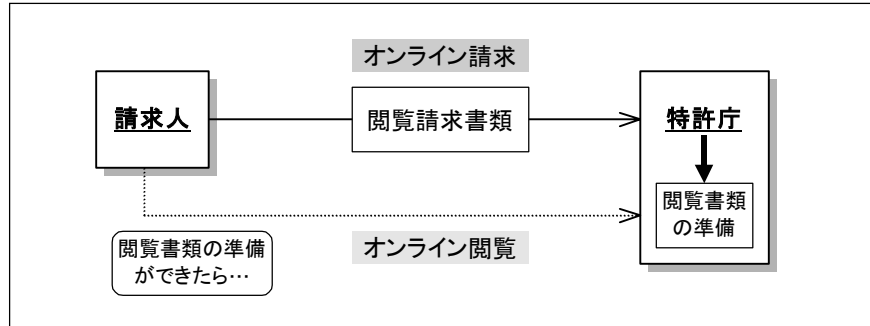 オンライン請求
請求人
閲覧請求書類
特許庁
閲覧書類
の準備
オンライン閲覧
閲覧書類の準備
ができたら…